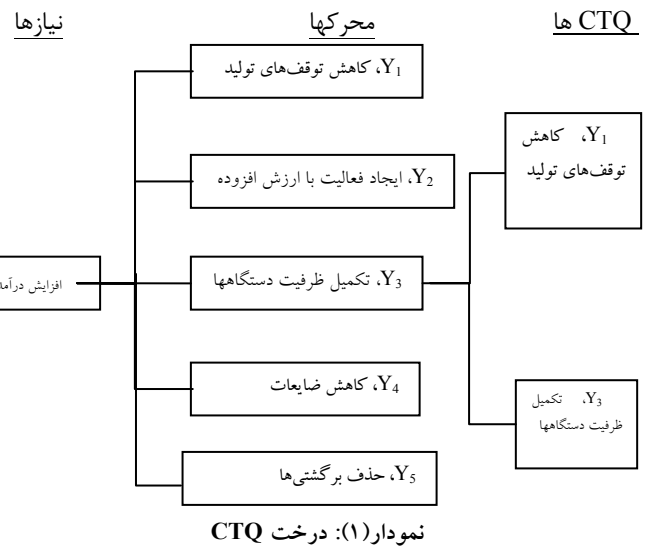 نیازها
محرکها
CTQ ها
Y1، کاهش توقف‌های تولید
Y2، ایجاد فعالیت با ارزش افزوده
Y3، تکمیل ظرفیت دستگاهها
Y4، کاهش ضایعات
Y5، حذف برگشتی‌ها
افزایش درآمد
Y1، کاهش
توقف‌های تولید
Y3، تکمیل
ظرفیت دستگاهها
نمودار(۱): درخت CTQ